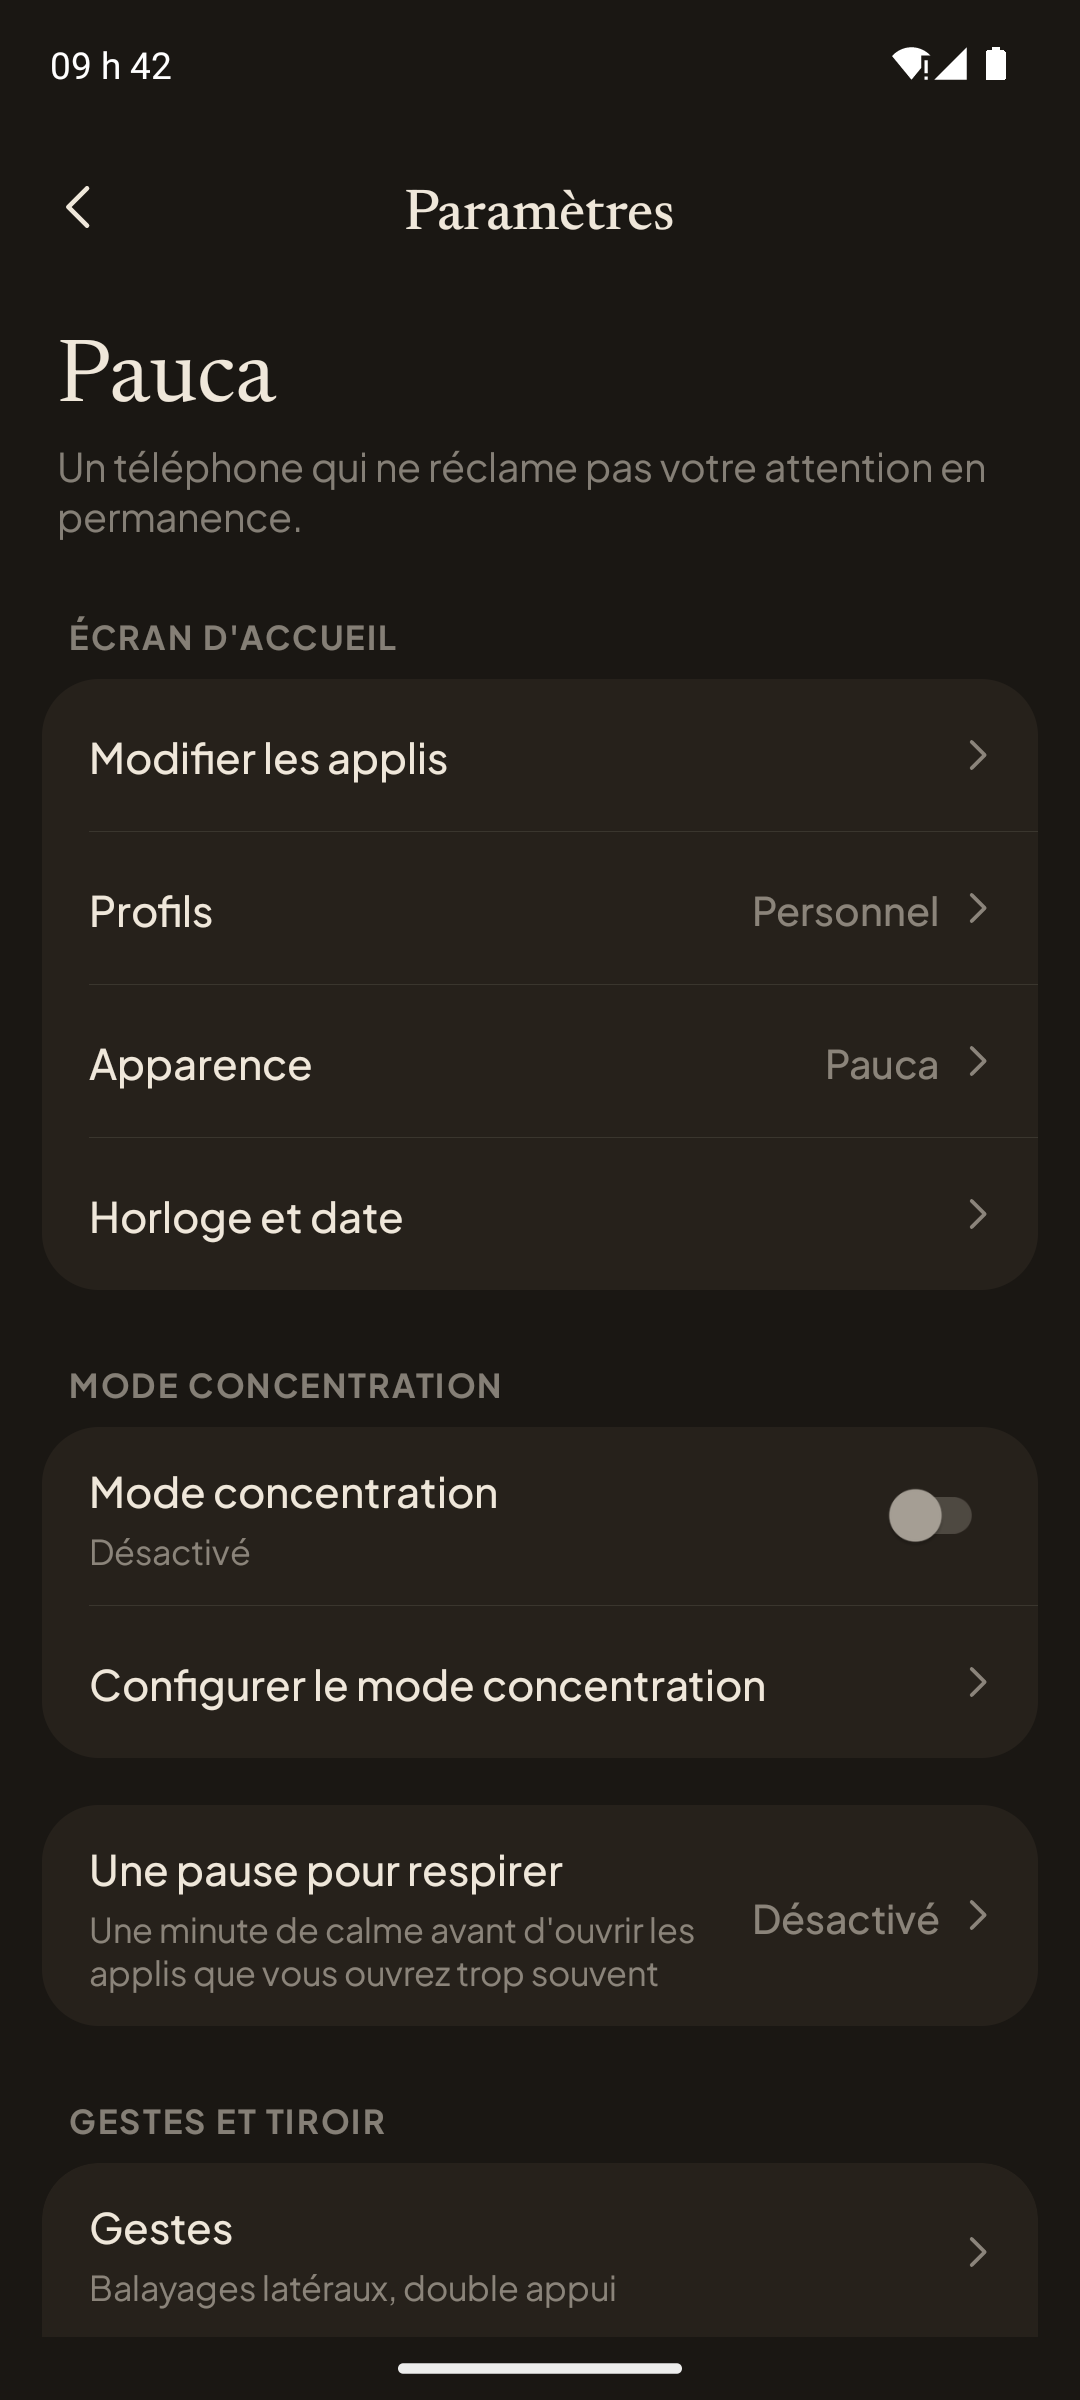 09 h 42
Paramètres
Pauca
Un téléphone qui ne réclame pas votre attention en
permanence.
ÉCRAN D'ACCUEIL
Modifier les applis
Profils
Personnel
Apparence
Pauca
Horloge et date
MODE CONCENTRATION
Mode concentration
Désactivé
Configurer le mode concentration
Une pause pour respirer
Une minute de calme avant d'ouvrir les
applis que vous ouvrez trop souvent
Désactivé
GESTES ET TIROIR
Gestes
Balayages latéraux, double appui